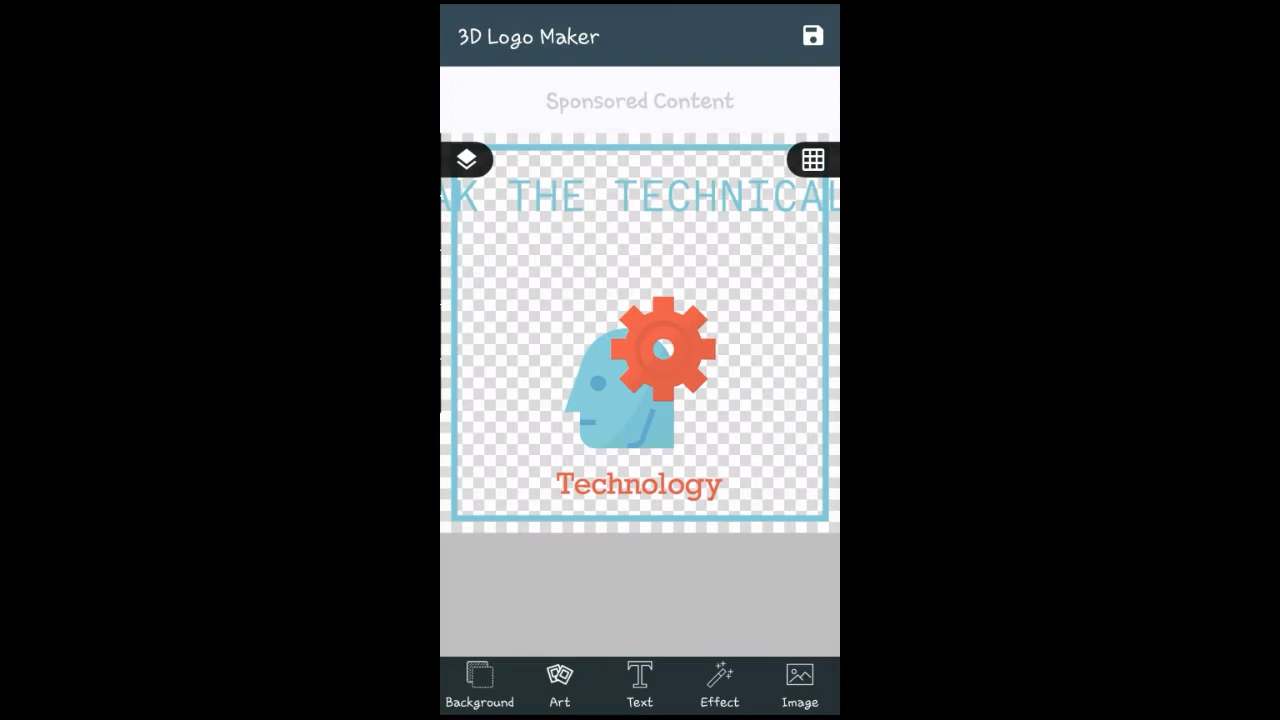 3D Logo Maker
Sponsored Content
THE TECHNICAL
Technology
Background Art Text Effect Image